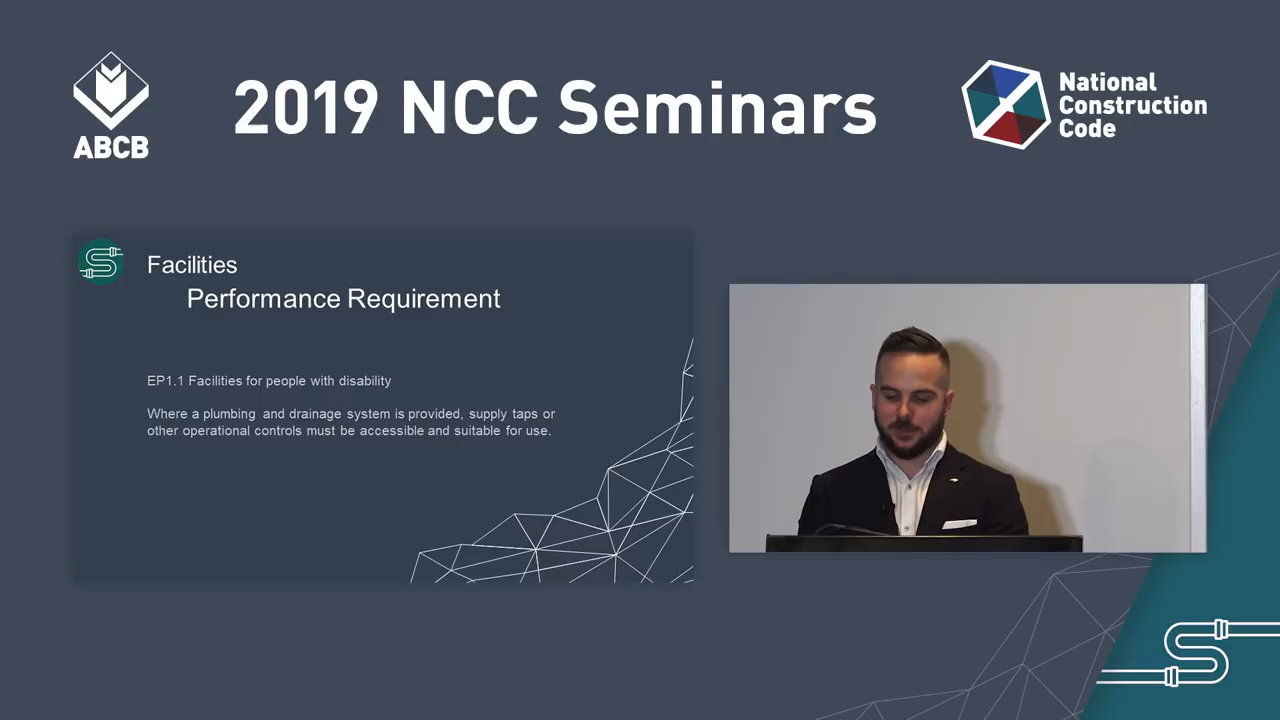 ABCB
2019 NCC Seminars
National
Construction
Code
Facilities
Performance Requirement
EP1.1 Facilities for people with disability
Where a plumbing and drainage system is provided, supply taps or
other operational controls must be accessible and suitable for use.